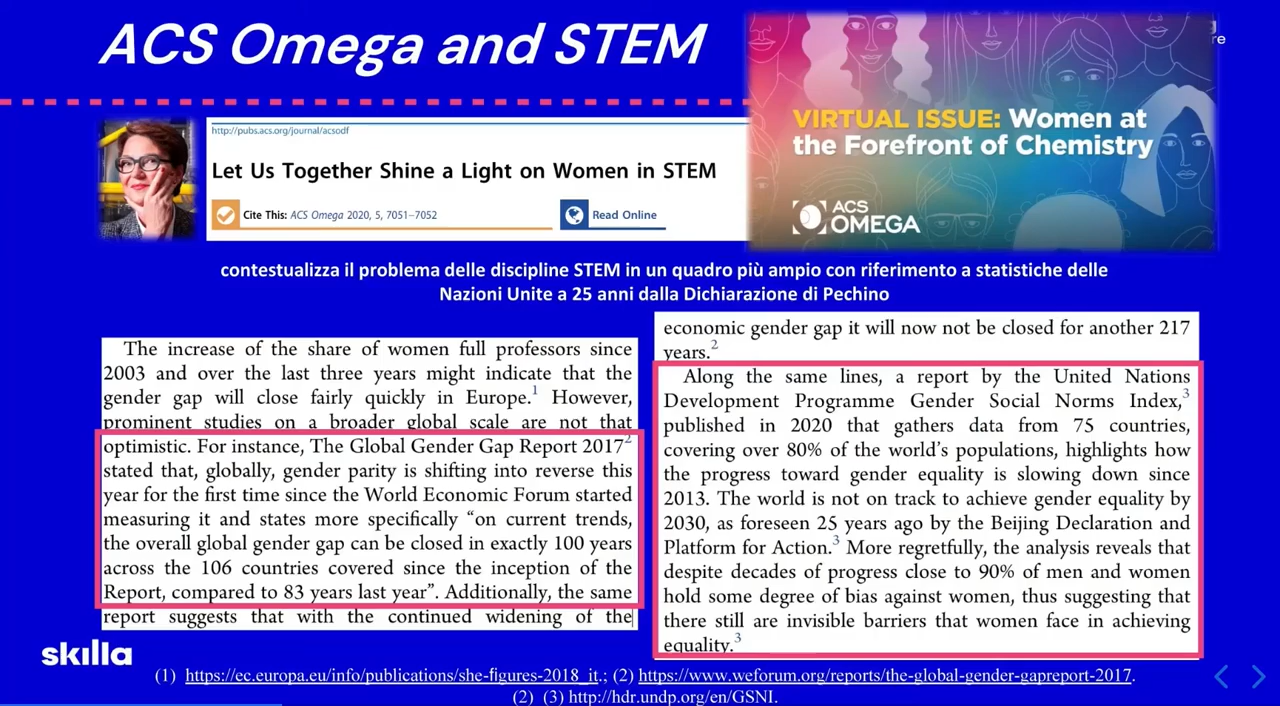 ACS Omega and STEM
re
VIRTUAL ISSUE: Women at
the Forefront of Chemistry
ACS
OMEGA
http://pubs.acs.org/journal/acsodf
Let Us Together Shine a Light on Women in STEM
Cite This: ACS Omega 2020, 5, 7051–7052
Read Online
contestualizza il problema delle discipline STEM in un quadro più ampio con riferimento a statistiche delle
Nazioni Unite a 25 anni dalla Dichiarazione di Pechino
The increase of the share of women full professors since
2003 and over the last three years might indicate that the
gender gap will close fairly quickly in Europe.1 However,
prominent studies on a broader global scale are not that
optimistic. For instance, The Global Gender Gap Report 20172
stated that, globally, gender parity is shifting into reverse this
year for the first time since the World Economic Forum started
measuring it and states more specifically “on current trends,
the overall global gender gap can be closed in exactly 100 years
across the 106 countries covered since the inception of the
Report, compared to 83 years last year”. Additionally, the same
report suggests that with the continued widening of the
economic gender gap it will now not be closed for another 217
years.2
Along the same lines, a report by the United Nations
Development Programme Gender Social Norms Index,3
published in 2020 that gathers data from 75 countries,
covering over 80% of the world’s populations, highlights how
the progress toward gender equality is slowing down since
2013. The world is not on track to achieve gender equality by
2030, as foreseen 25 years ago by the Beijing Declaration and
Platform for Action.3 More regretfully, the analysis reveals that
despite decades of progress close to 90% of men and women
hold some degree of bias against women, thus suggesting that
there still are invisible barriers that women face in achieving
equality.3
skilla
(1) https://ec.europa.eu/info/publications/she-figures-2018_it.; (2) https://www.weforum.org/reports/the-global-gender-gapreport-2017.
(2) (3) http://hdr.undp.org/en/GSNI.